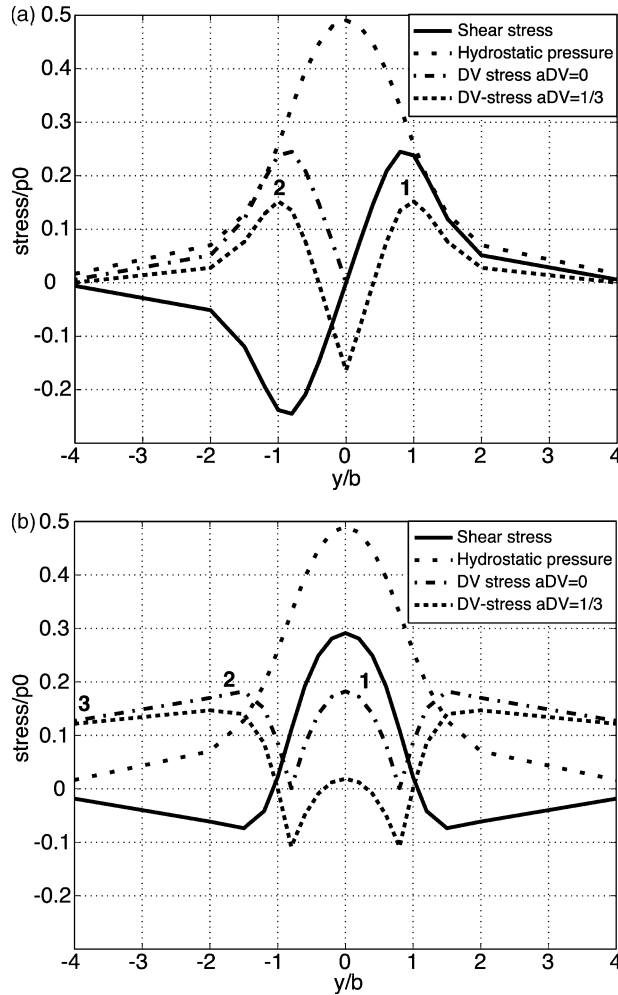 (a)
0.5
0.4
0.3
0.2
0.1
0
-0.1
-0.2
stress/p0
Shear stress
Hydrostatic pressure
DV stress aDV=0
DV-stress aDV=1/3
2
1
-4 -3 -2 -1 0 1 2 3 4
y/b
(b)
0.5
0.4
0.3
0.2
0.1
0
-0.1
-0.2
stress/p0
Shear stress
Hydrostatic pressure
DV stress aDV=0
DV-stress aDV=1/3
3
2
1
-4 -3 -2 -1 0 1 2 3 4
y/b